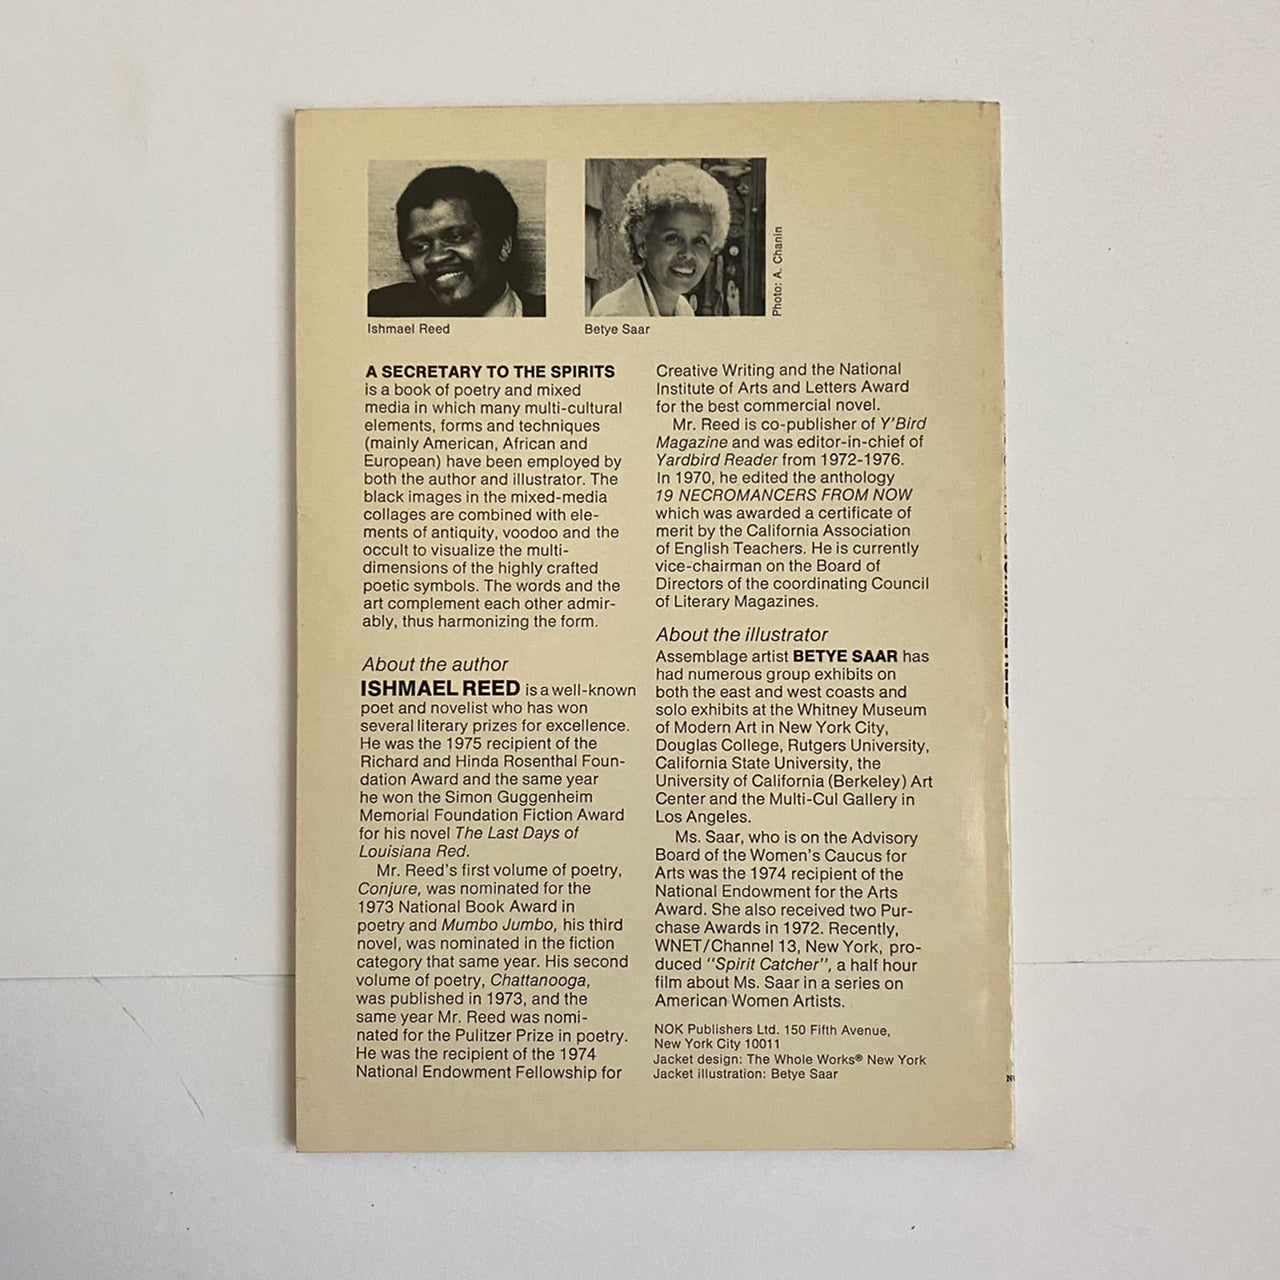 Ishmael Reed
Betye Saar
Photo: A. Chanin
A SECRETARY TO THE SPIRITS
is a book of poetry and mixed
media in which many multi-cultural
elements, forms and techniques
(mainly American, African and
European) have been employed by
both the author and illustrator. The
black images in the mixed-media
collages are combined with ele-
ments of antiquity, voodoo and the
occult to visualize the multi-
dimensions of the highly crafted
poetic symbols. The words and the
art complement each other admir-
ably, thus harmonizing the form.
About the author
ISHMAEL REED is a well-known
poet and novelist who has won
several literary prizes for excellence.
He was the 1975 recipient of the
Richard and Hinda Rosenthal Foun-
dation Award and the same year
he won the Simon Guggenheim
Memorial Foundation Fiction Award
for his novel The Last Days of
Louisiana Red.
Mr. Reed's first volume of poetry,
Conjure, was nominated for the
1973 National Book Award in
poetry and Mumbo Jumbo, his third
novel, was nominated in the fiction
category that same year. His second
volume of poetry, Chattanooga,
was published in 1973, and the
same year Mr. Reed was nomi-
nated for the Pulitzer Prize in poetry.
He was the recipient of the 1974
National Endowment Fellowship for
Creative Writing and the National
Institute of Arts and Letters Award
for the best commercial novel.
Mr. Reed is co-publisher of Y'Bird
Magazine and was editor-in-chief of
Yardbird Reader from 1972-1976.
In 1970, he edited the anthology
19 NECROMANCERS FROM NOW
which was awarded a certificate of
merit by the California Association
of English Teachers. He is currently
vice-chairman on the Board of
Directors of the coordinating Council
of Literary Magazines.
About the illustrator
Assemblage artist BETYE SAAR has
had numerous group exhibits on
both the east and west coasts and
solo exhibits at the Whitney Museum
of Modern Art in New York City,
Douglas College, Rutgers University,
California State University, the
University of California (Berkeley) Art
Center and the Multi-Cul Gallery in
Los Angeles.
Ms. Saar, who is on the Advisory
Board of the Women's Caucus for
Arts was the 1974 recipient of the
National Endowment for the Arts
Award. She also received two Pur-
chase Awards in 1972. Recently,
WNET/Channel 13, New York, pro-
duced "Spirit Catcher", a half hour
film about Ms. Saar in a series on
American Women Artists.
NOK Publishers Ltd. 150 Fifth Avenue,
New York City 10011
Jacket design: The Whole Works® New York
Jacket illustration: Betye Saar